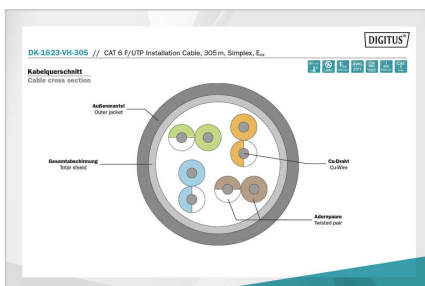 DIGITUS®
DK-1623-VH-305 // CAT 6 F/UTP Installation Cable, 305 m, Simplex, Eca
Kabelquerschnitt
Cable cross section
Außenmantel
Outer jacket
Gesamtabschirmung
Total shield
Cu-Draht
Cu-Wire
Adernpaare
Twisted pair